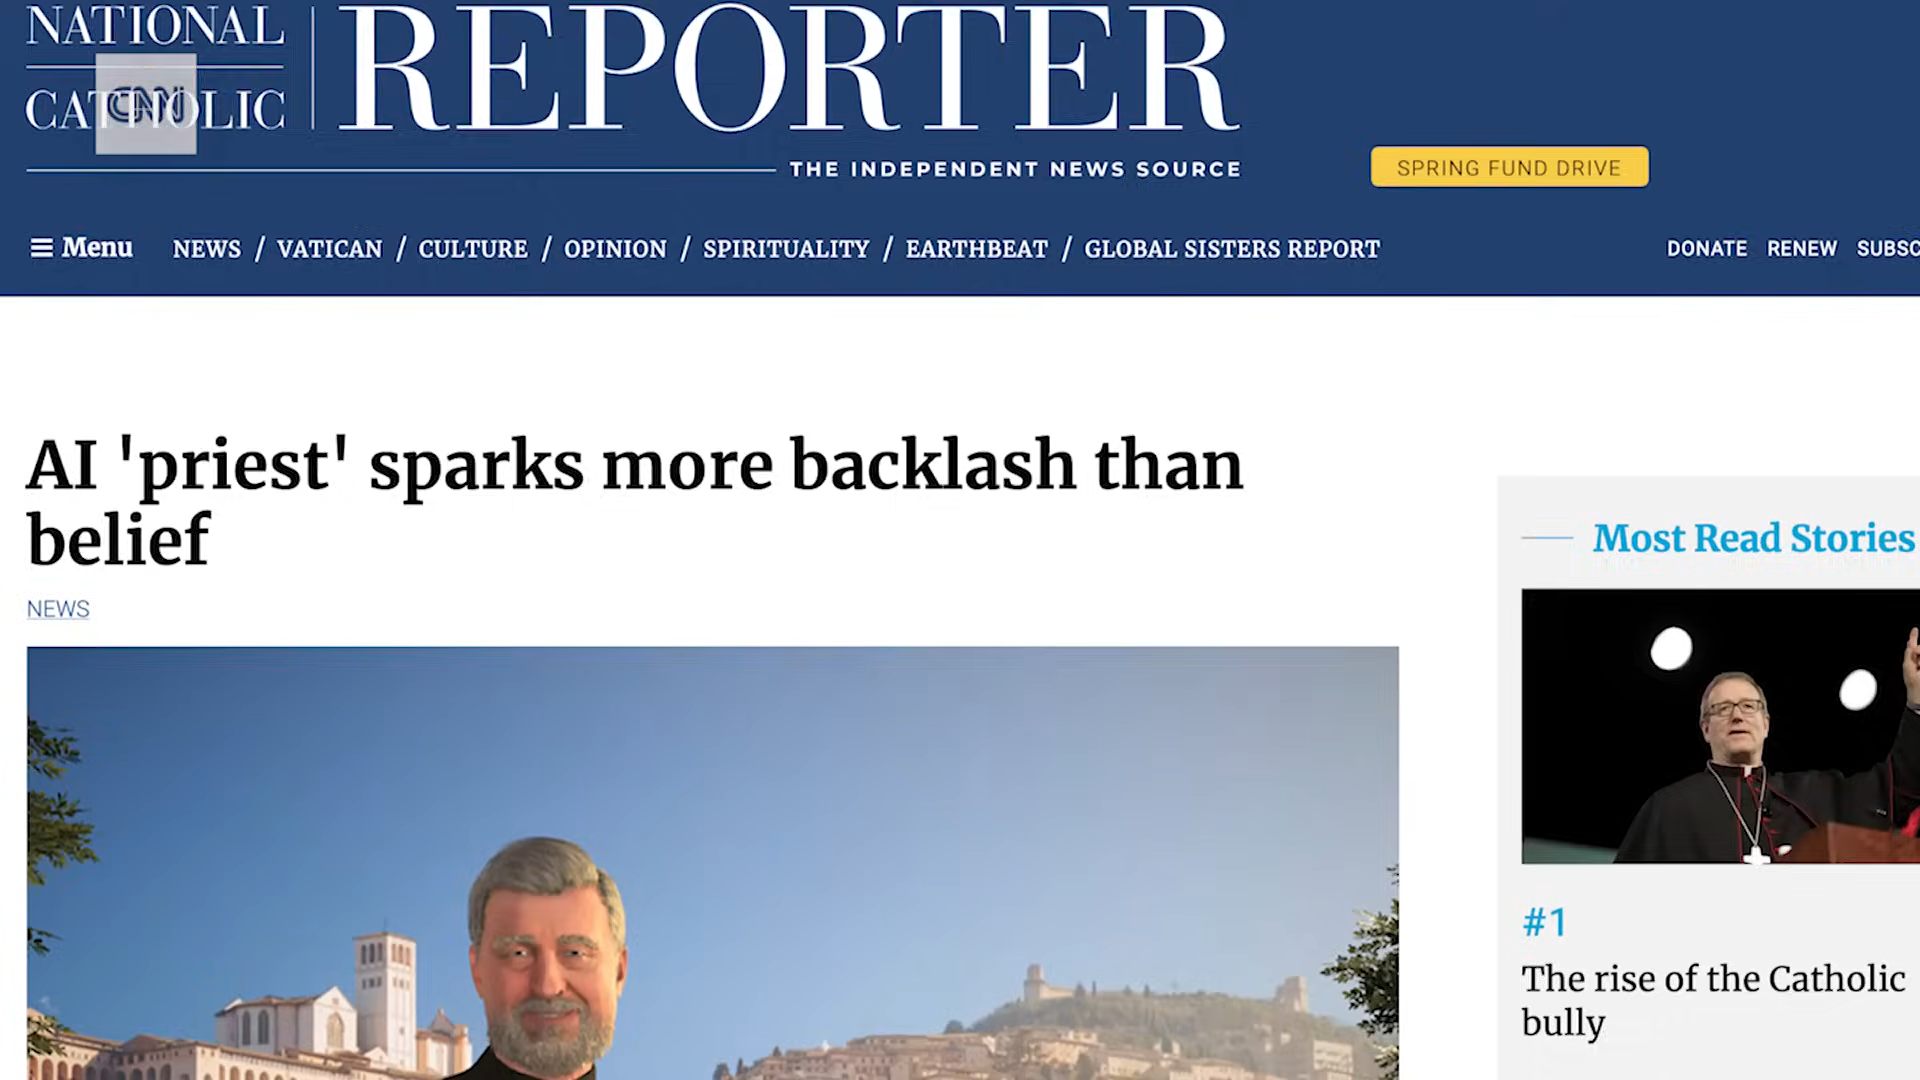 NATIONAL
CATHOLIC
CNN
REPORTER
THE INDEPENDENT NEWS SOURCE
SPRING FUND DRIVE
Menu NEWS / VATICAN / CULTURE / OPINION / SPIRITUALITY / EARTHBEAT / GLOBAL SISTERS REPORT
DONATE RENEW SUBSC
AI 'priest' sparks more backlash than
belief
NEWS
Most Read Stories
#1
The rise of the Catholic
bully